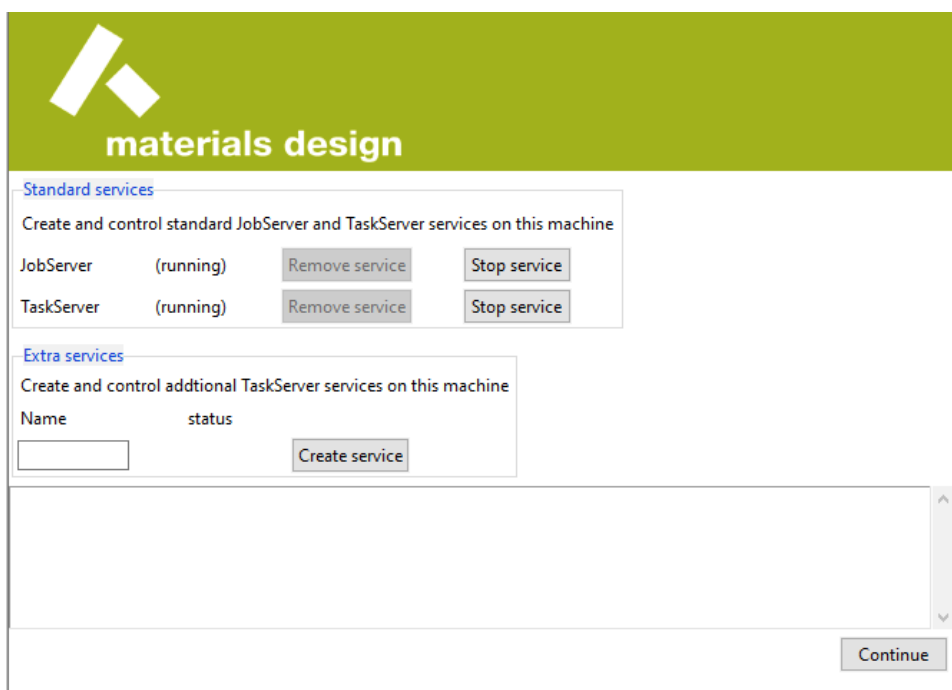 materials design
Standard services
Create and control standard JobServer and TaskServer services on this machine
JobServer (running) Remove service Stop service
TaskServer (running) Remove service Stop service
Extra services
Create and control addtional TaskServer services on this machine
Name status
Create service
Continue